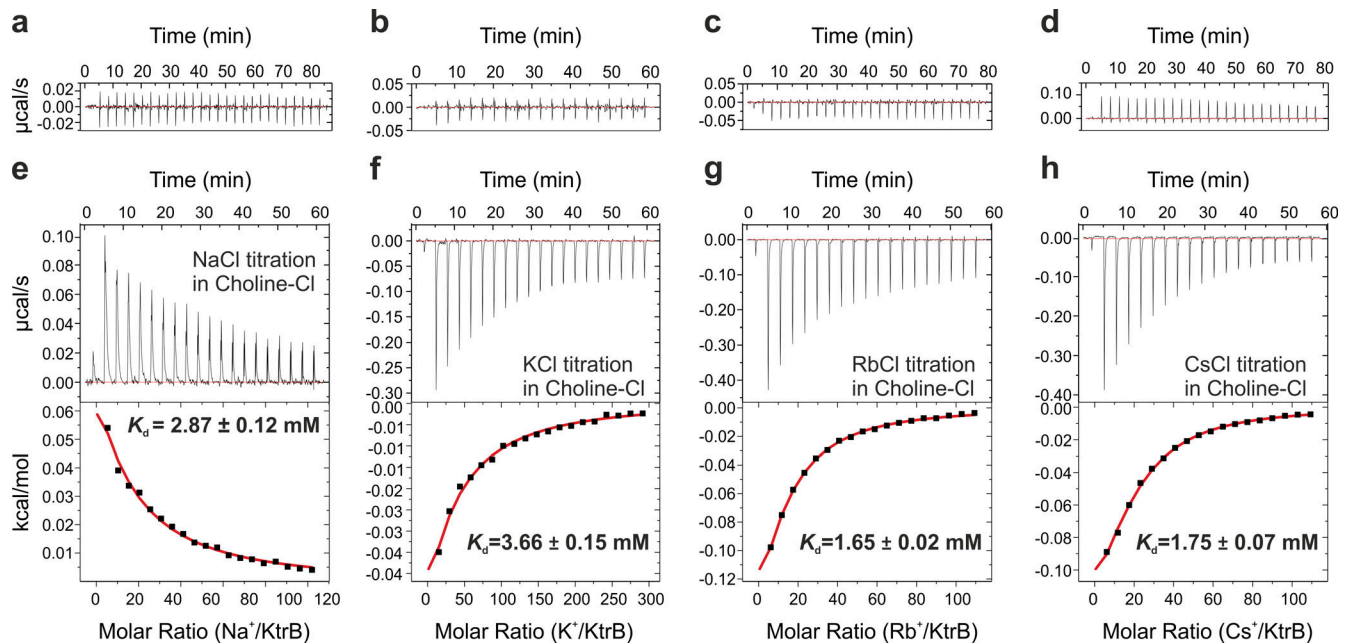 a
Time (min)
0 10 20 30 40 50 60 70 80
0.02
0.00
-0.02
µcal/s
b
Time (min)
0 10 20 30 40 50 60
0.05
0.00
-0.05
c
Time (min)
0 10 20 30 40 50 60 70 80
0.05
0.00
-0.05
d
Time (min)
0 10 20 30 40 50 60 70 80
0.10
0.00
e
Time (min)
0 10 20 30 40 50 60
0.10
0.08
0.06
0.04
0.02
0.00
µcal/s
NaCl titration
in Choline-Cl
0.06
0.05
0.04
0.03
0.02
0.01
kcal/mol
Kd = 2.87 ± 0.12 mM
0 20 40 60 80 100 120
Molar Ratio (Na⁺/KtrB)
f
Time (min)
0 10 20 30 40 50 60
0.00
-0.05
-0.10
-0.15
-0.20
-0.25
-0.30
KCl titration
in Choline-Cl
0.00
-0.01
-0.01
-0.02
-0.03
-0.03
-0.04
-0.04
Kd=3.66 ± 0.15 mM
0 50 100 150 200 250 300
Molar Ratio (K⁺/KtrB)
g
Time (min)
0 10 20 30 40 50 60
0.00
-0.10
-0.20
-0.30
-0.40
RbCl titration
in Choline-Cl
0.00
-0.02
-0.04
-0.06
-0.08
-0.10
-0.12
Kd=1.65 ± 0.02 mM
0 20 40 60 80 100
Molar Ratio (Rb⁺/KtrB)
h
Time (min)
0 10 20 30 40 50 60
0.00
-0.10
-0.20
-0.30
-0.40
CsCl titration
in Choline-Cl
0.00
-0.02
-0.04
-0.06
-0.08
-0.10
Kd=1.75 ± 0.07 mM
0 20 40 60 80 100
Molar Ratio (Cs⁺/KtrB)